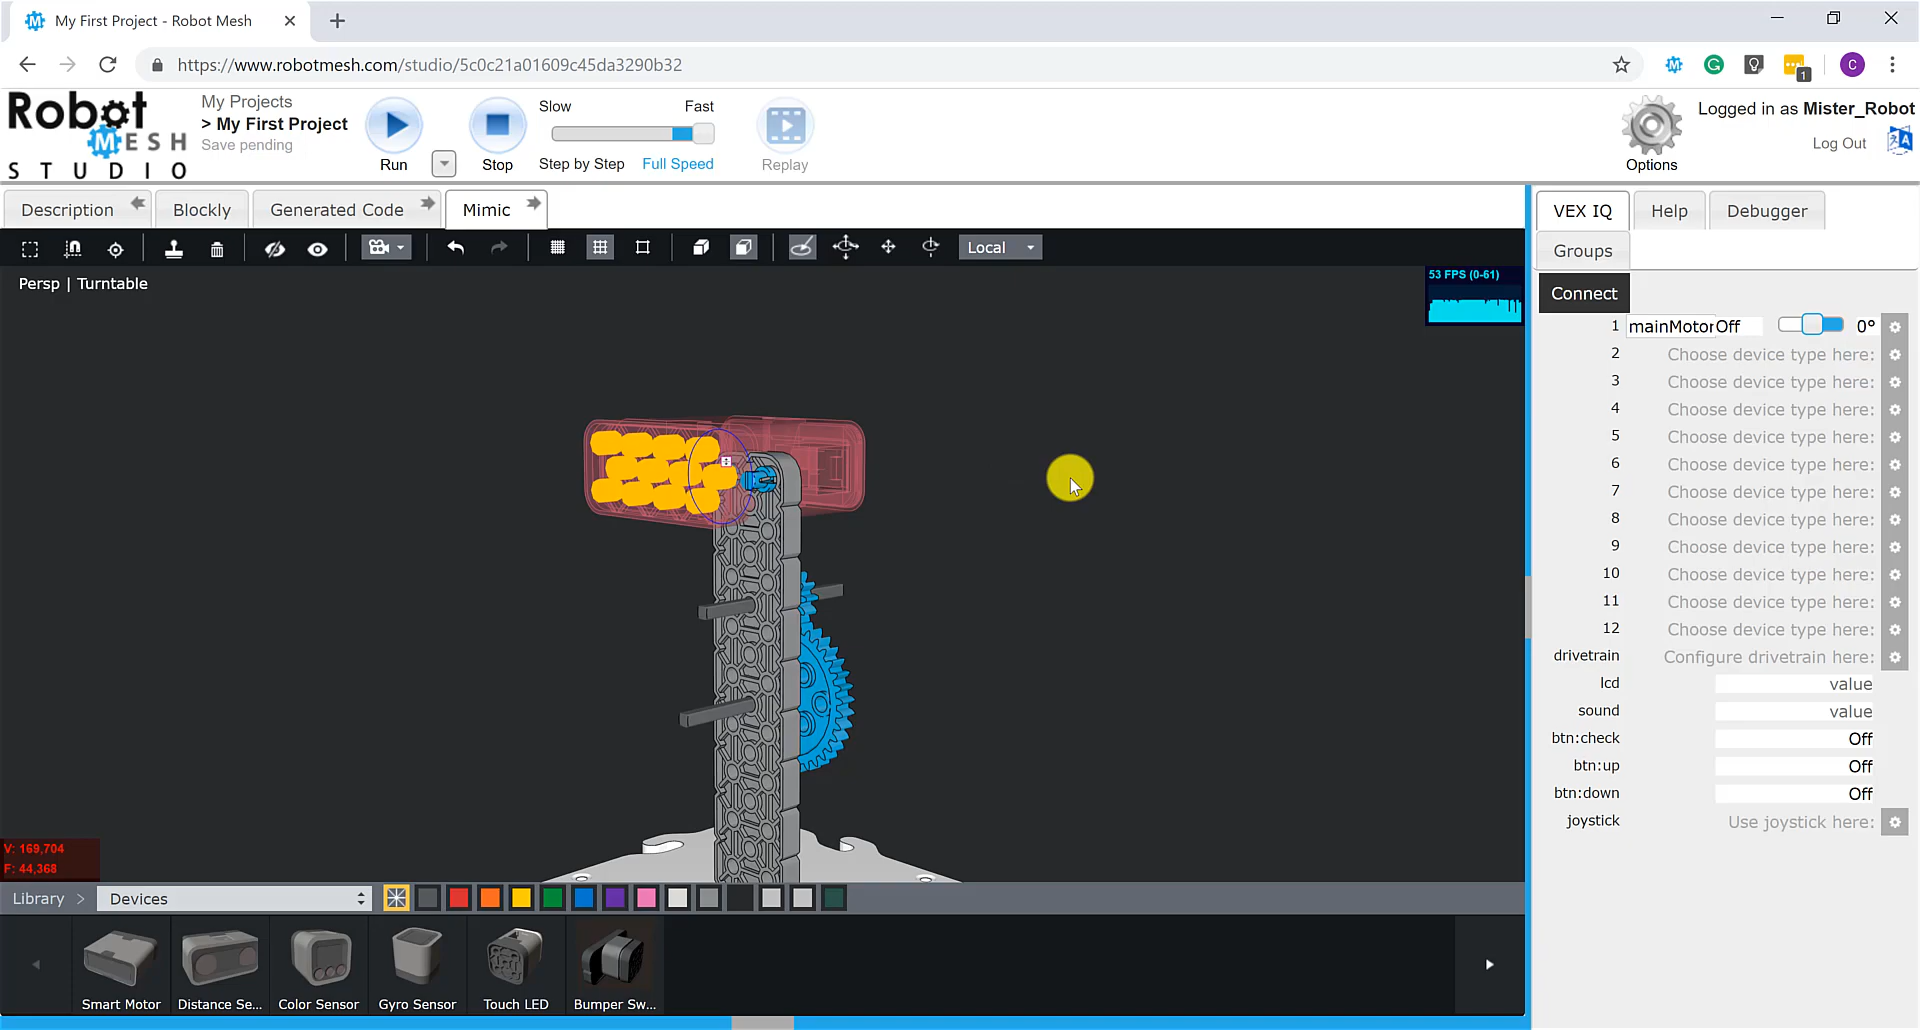 My First Project - Robot Mesh
https://www.robotmesh.com/studio/5c0c21a01609c45da3290b32
1
C
Robot
MESH
STUDIO
My Projects
> My First Project
Save pending
Run
Stop
Slow
Fast
Step by Step
Full Speed
Replay
Options
Logged in as Mister_Robot
Log Out
Description
Blockly
Generated Code
Mimic
VEX IQ
Help
Debugger
Groups
Local
Persp | Turntable
53 FPS (0-61)
Connect
1 mainMotor Off 0°
2 Choose device type here:
3 Choose device type here:
4 Choose device type here:
5 Choose device type here:
6 Choose device type here:
7 Choose device type here:
8 Choose device type here:
9 Choose device type here:
10 Choose device type here:
11 Choose device type here:
12 Choose device type here:
drivetrain Configure drivetrain here:
lcd value
sound value
btn:check Off
btn:up Off
btn:down Off
joystick Use joystick here:
V: 169,704
F: 44,368
Library > Devices
Smart Motor
Distance Se...
Color Sensor
Gyro Sensor
Touch LED
Bumper Sw...